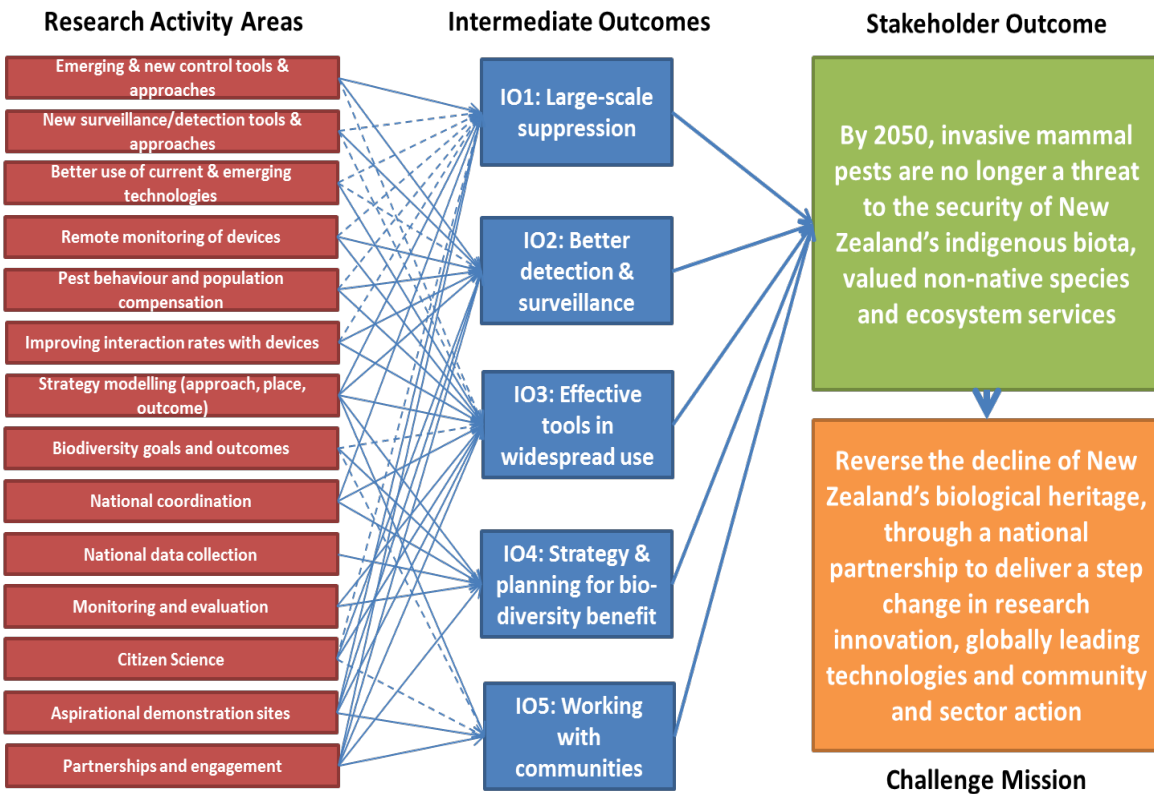 Research Activity Areas
Emerging & new control tools &
approaches
New surveillance/detection tools &
approaches
Better use of current & emerging
technologies
Remote monitoring of devices
Pest behaviour and population
compensation
Improving interaction rates with devices
Strategy modelling (approach, place,
outcome)
Biodiversity goals and outcomes
National coordination
National data collection
Monitoring and evaluation
Citizen Science
Aspirational demonstration sites
Partnerships and engagement
Intermediate Outcomes
IO1: Large-scale
suppression
IO2: Better
detection &
surveillance
IO3: Effective
tools in
widespread use
IO4: Strategy &
planning for bio-
diversity benefit
IO5: Working
with
communities
Stakeholder Outcome
By 2050, invasive mammal
pests are no longer a threat
to the security of New
Zealand's indigenous biota,
valued non-native species
and ecosystem services
Reverse the decline of New
Zealand's biological heritage,
through a national
partnership to deliver a step
change in research
innovation, globally leading
technologies and community
and sector action
Challenge Mission